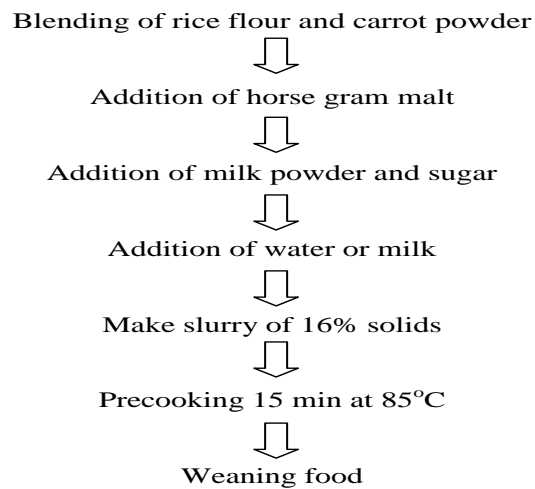 Blending of rice flour and carrot powder
Addition of horse gram malt
Addition of milk powder and sugar
Addition of water or milk
Make slurry of 16% solids
Precooking 15 min at 85°C
Weaning food